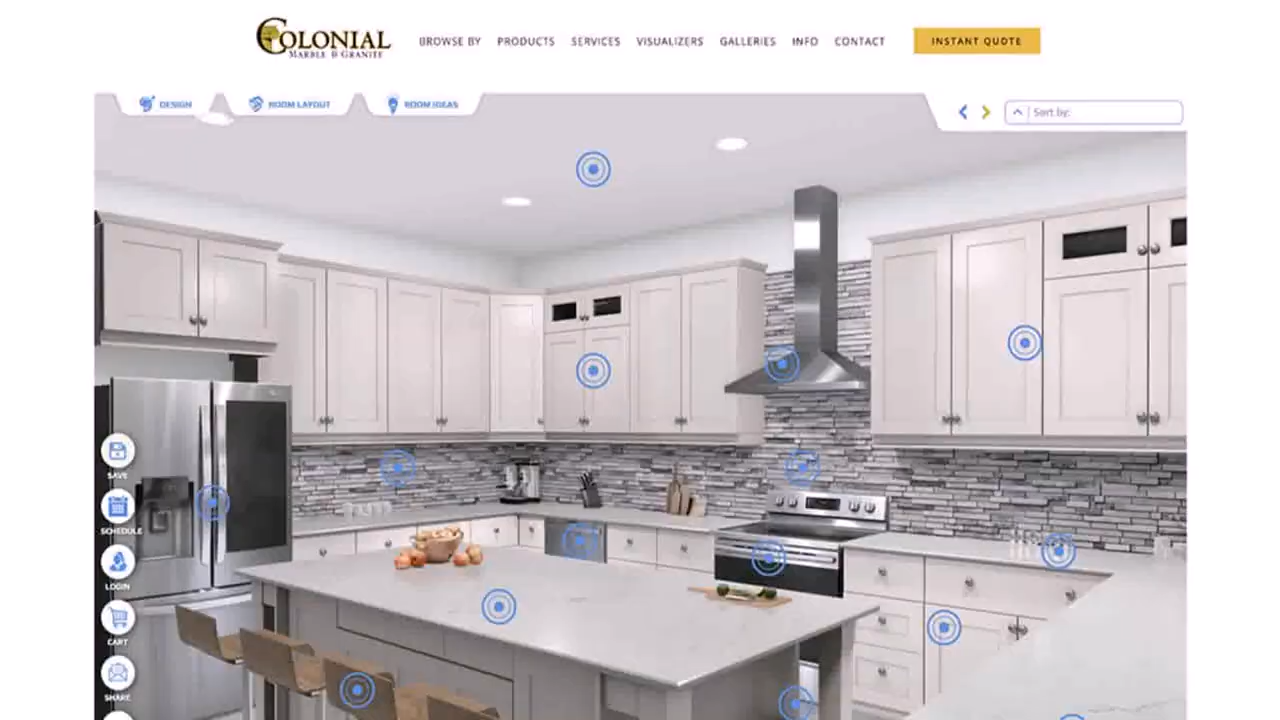 COLONIAL
MARBLE & GRANITE
BROWSE BY PRODUCTS SERVICES VISUALIZERS GALLERIES INFO CONTACT INSTANT QUOTE
DESIGN ROOM LAYOUT ROOM IDEAS Sort by:
SAVE
SCHEDULE
LOGIN
CART
SHARE